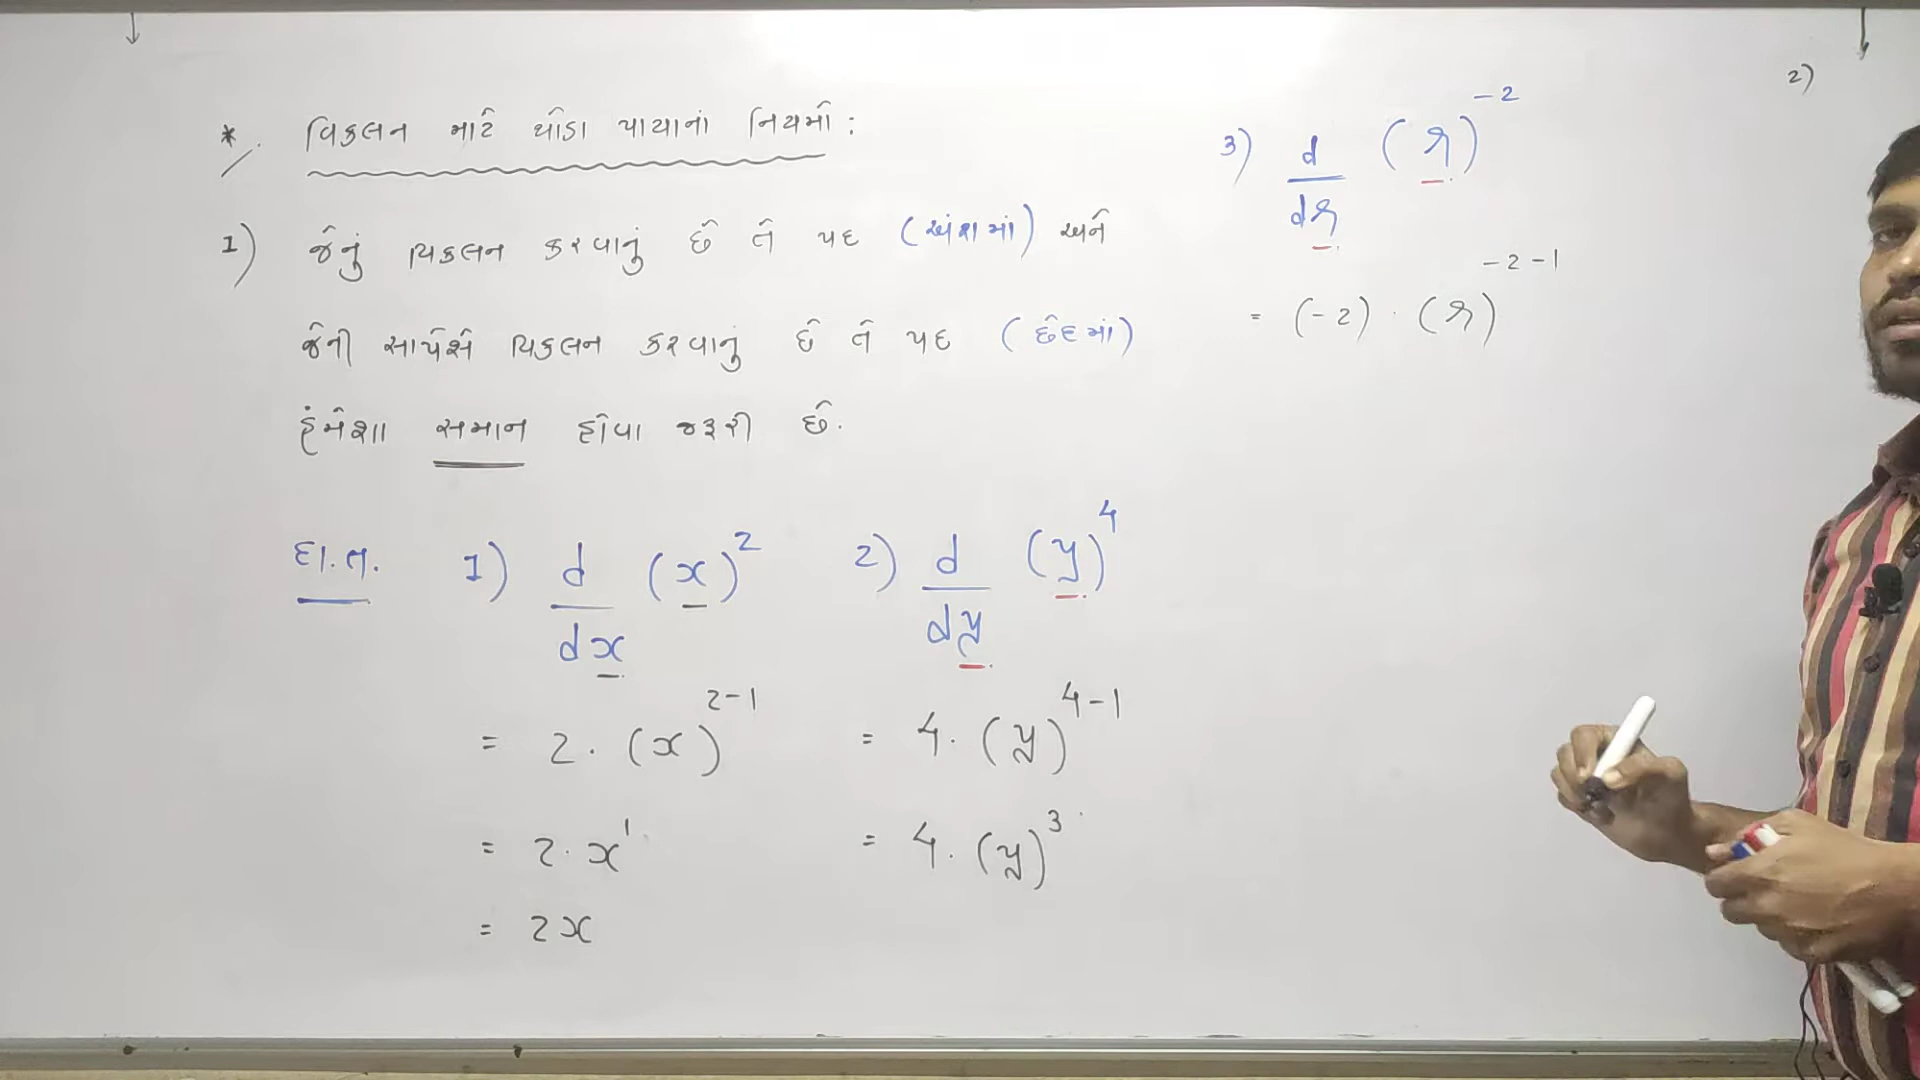 * વિકલન માટે થોડા પાયાનાં નિયમો :
1) જેનું વિકલન કરવાનું છે તે પદ (અંશમાં) અને
જેની સાપેક્ષે વિકલન કરવાનું છે તે પદ (છેદમાં)
હંમેશા સમાન હોવા જરૂરી છે.
દા.ત. 1) d/dx (x)^2
= 2 · (x)^{2-1}
= 2 · x^1
= 2x
2) d/dy (y)^4
= 4 · (y)^{4-1}
= 4 · (y)^3
3) d/dr (r)^{-2}
= (-2) · (r)^{-2-1}
2)